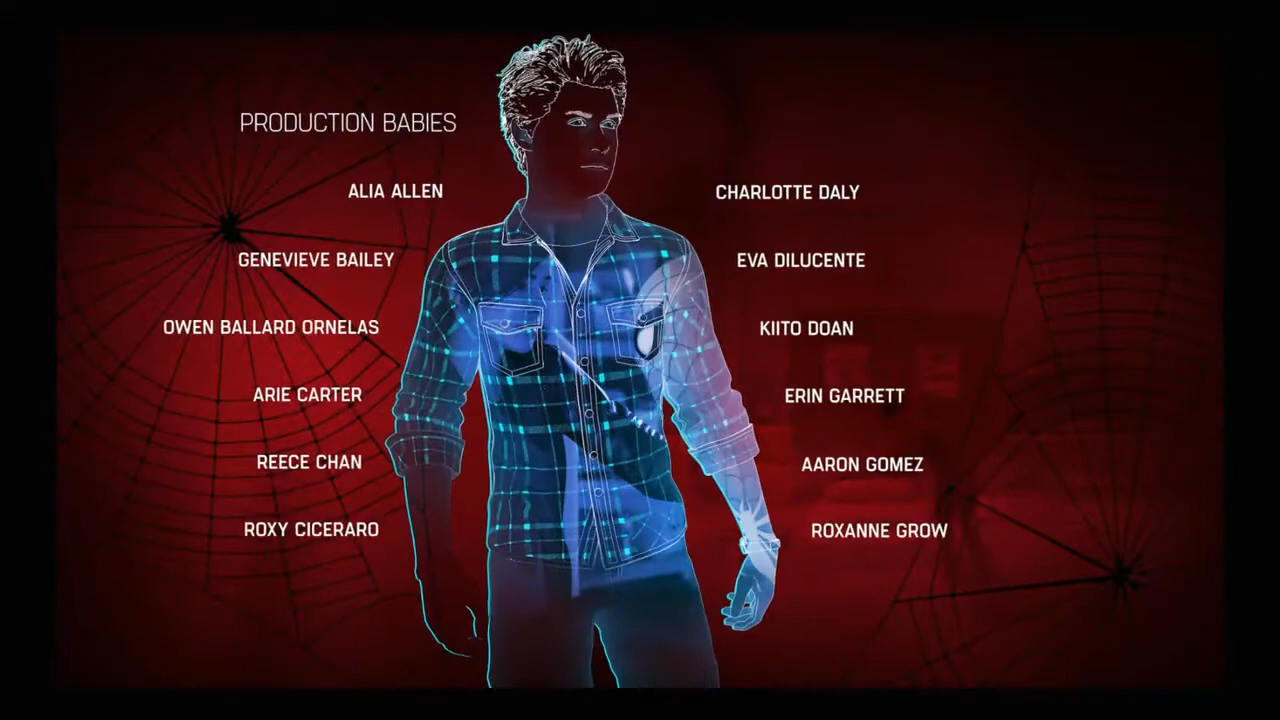 PRODUCTION BABIES
ALIA ALLEN
GENEVIEVE BAILEY
OWEN BALLARD ORNELAS
ARIE CARTER
REECE CHAN
ROXY CICERARO
CHARLOTTE DALY
EVA DILUCENTE
KIITO DOAN
ERIN GARRETT
AARON GOMEZ
ROXANNE GROW